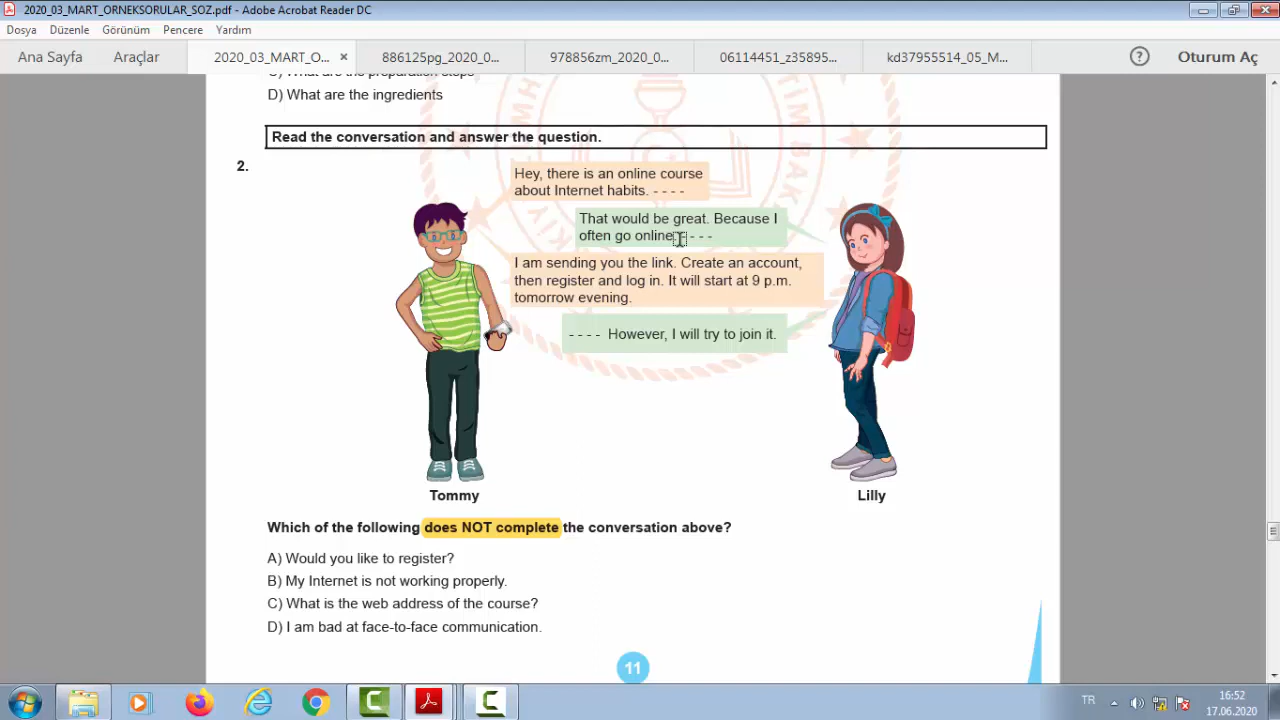 2020_03_MART_ORNEKSORULAR_SOZ.pdf - Adobe Acrobat Reader DC
Dosya Düzenle Görünüm Pencere Yardım
Ana Sayfa Araçlar 2020_03_MART_O... × 886125pg_2020_0... 978856zm_2020_0... 06114451_z35895... kd37955514_05_M... ? Oturum Aç
C) What are the preparation steps
D) What are the ingredients
Read the conversation and answer the question.
2.
Hey, there is an online course
about Internet habits. - - - -
That would be great. Because I
often go online. - - - -
I am sending you the link. Create an account,
then register and log in. It will start at 9 p.m.
tomorrow evening.
- - - - However, I will try to join it.
Tommy Lilly
Which of the following does NOT complete the conversation above?
A) Would you like to register?
B) My Internet is not working properly.
C) What is the web address of the course?
D) I am bad at face-to-face communication.
11
TR 16:52
17.06.2020